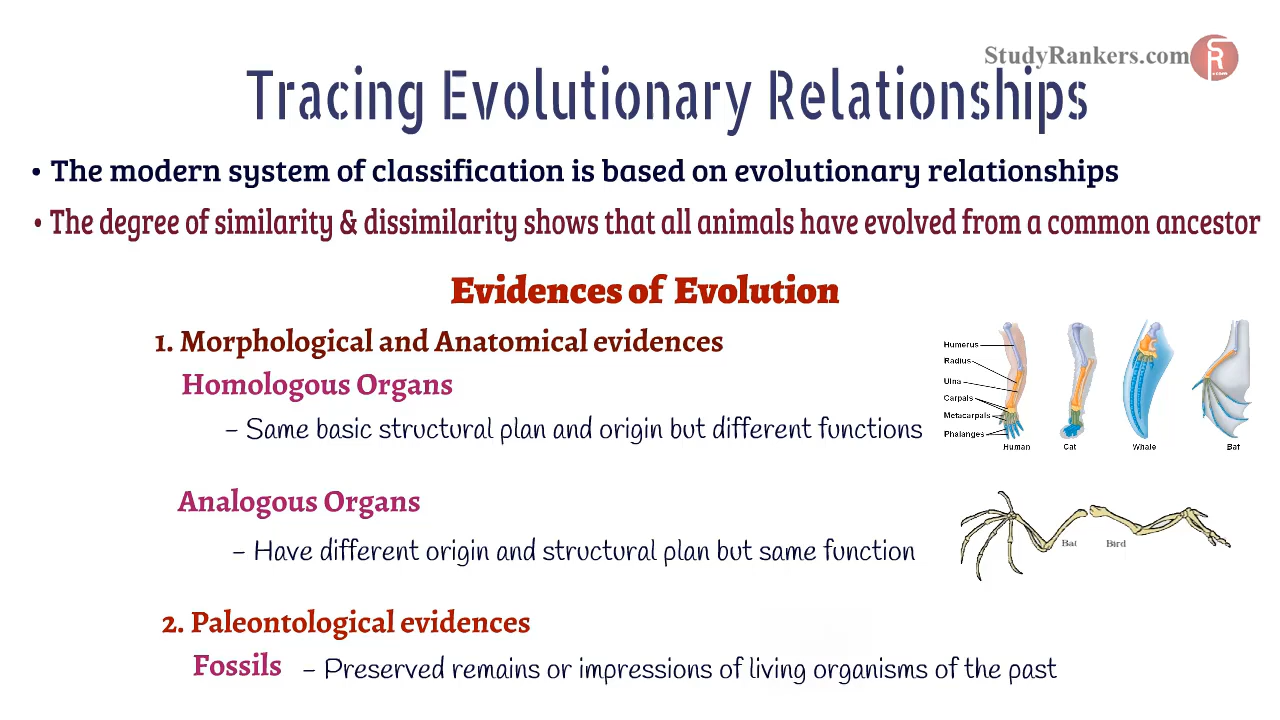 StudyRankers.com
Tracing Evolutionary Relationships
• The modern system of classification is based on evolutionary relationships
• The degree of similarity & dissimilarity shows that all animals have evolved from a common ancestor
Evidences of Evolution
1. Morphological and Anatomical evidences
Homologous Organs
– Same basic structural plan and origin but different functions
Humerus
Radius
Ulna
Carpals
Metacarpals
Phalanges
Human Cat Whale Bat
Analogous Organs
– Have different origin and structural plan but same function
Bat Bird
2. Paleontological evidences
Fossils – Preserved remains or impressions of living organisms of the past